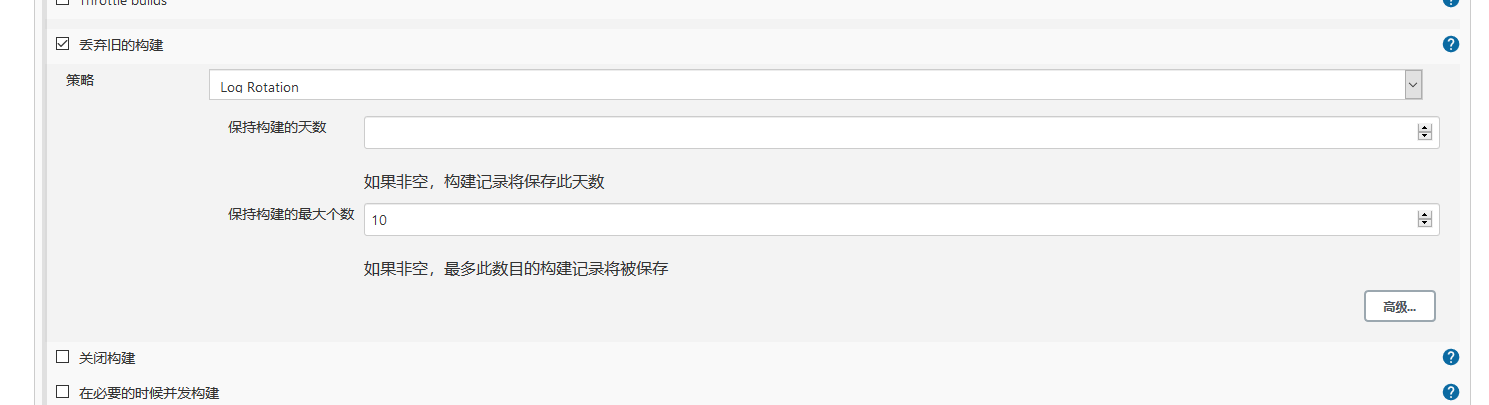 Throttle builds
丢弃旧的构建
策略
Log Rotation
保持构建的天数
如果非空，构建记录将保存此天数
保持构建的最大个数
10
如果非空，最多此数目的构建记录将被保存
高级...
关闭构建
在必要的时候并发构建